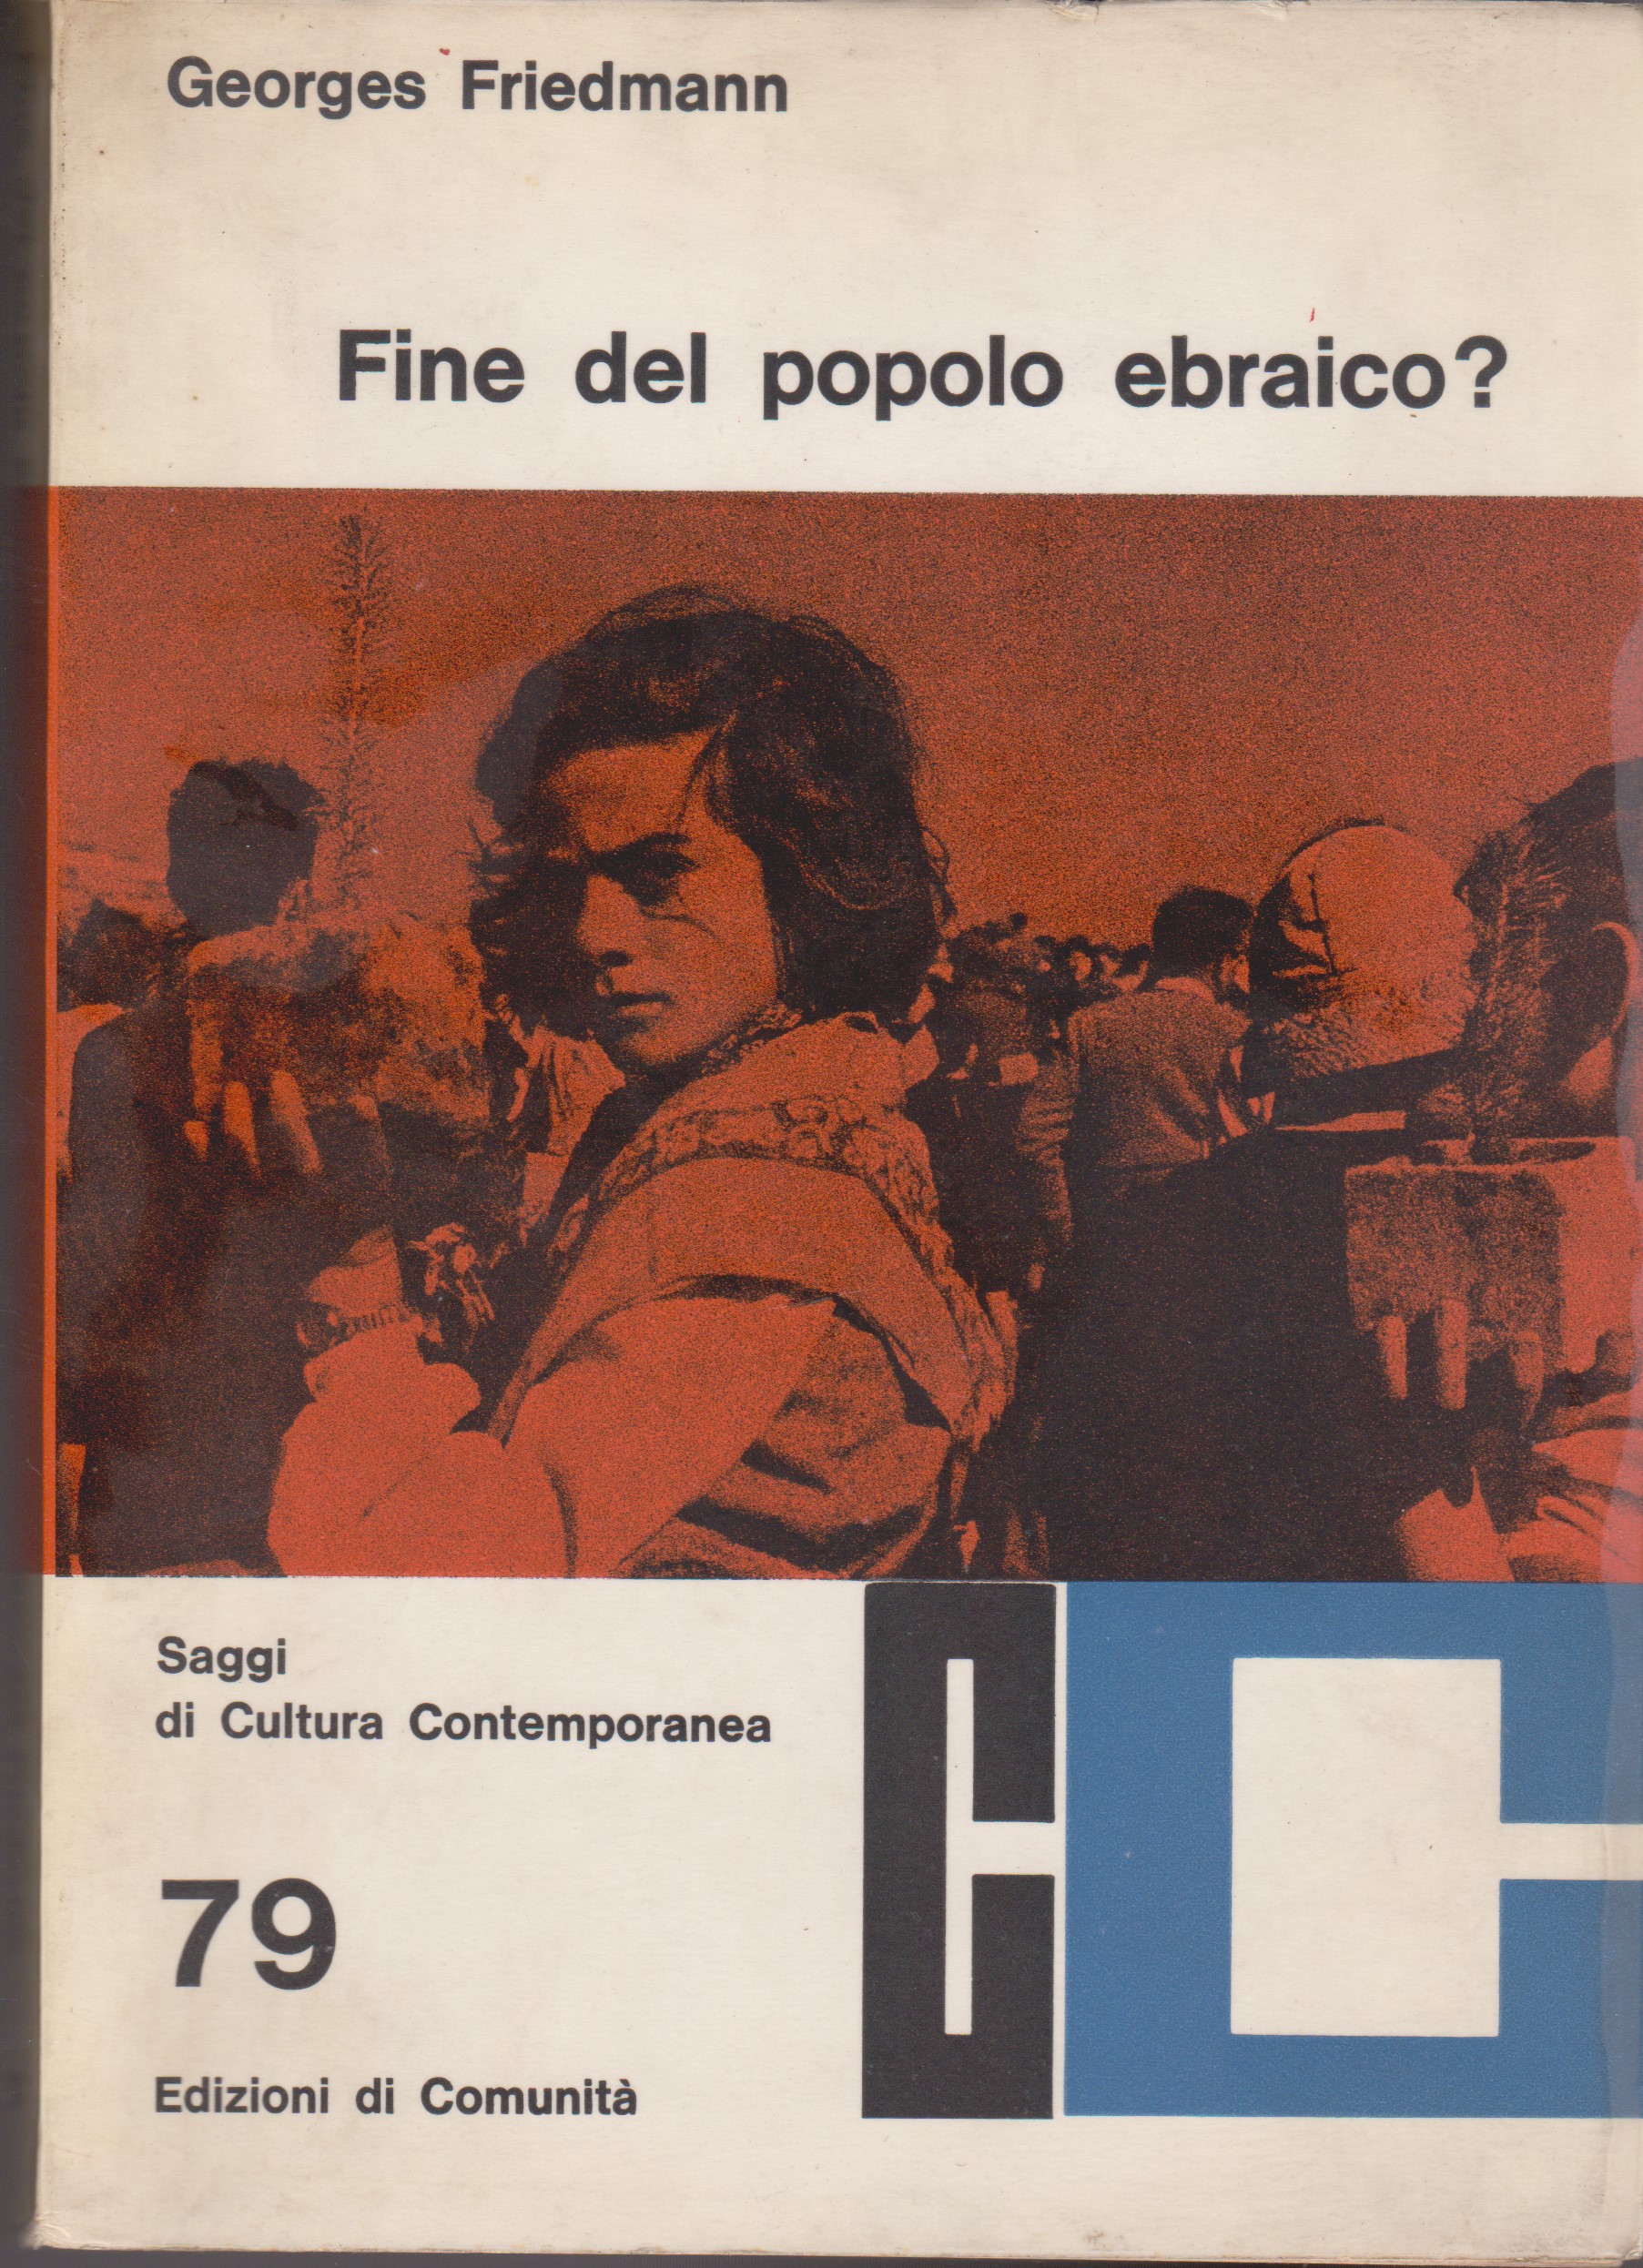 Georges Friedmann
Fine del popolo ebraico?
Saggi
di Cultura Contemporanea
79
Edizioni di Comunità